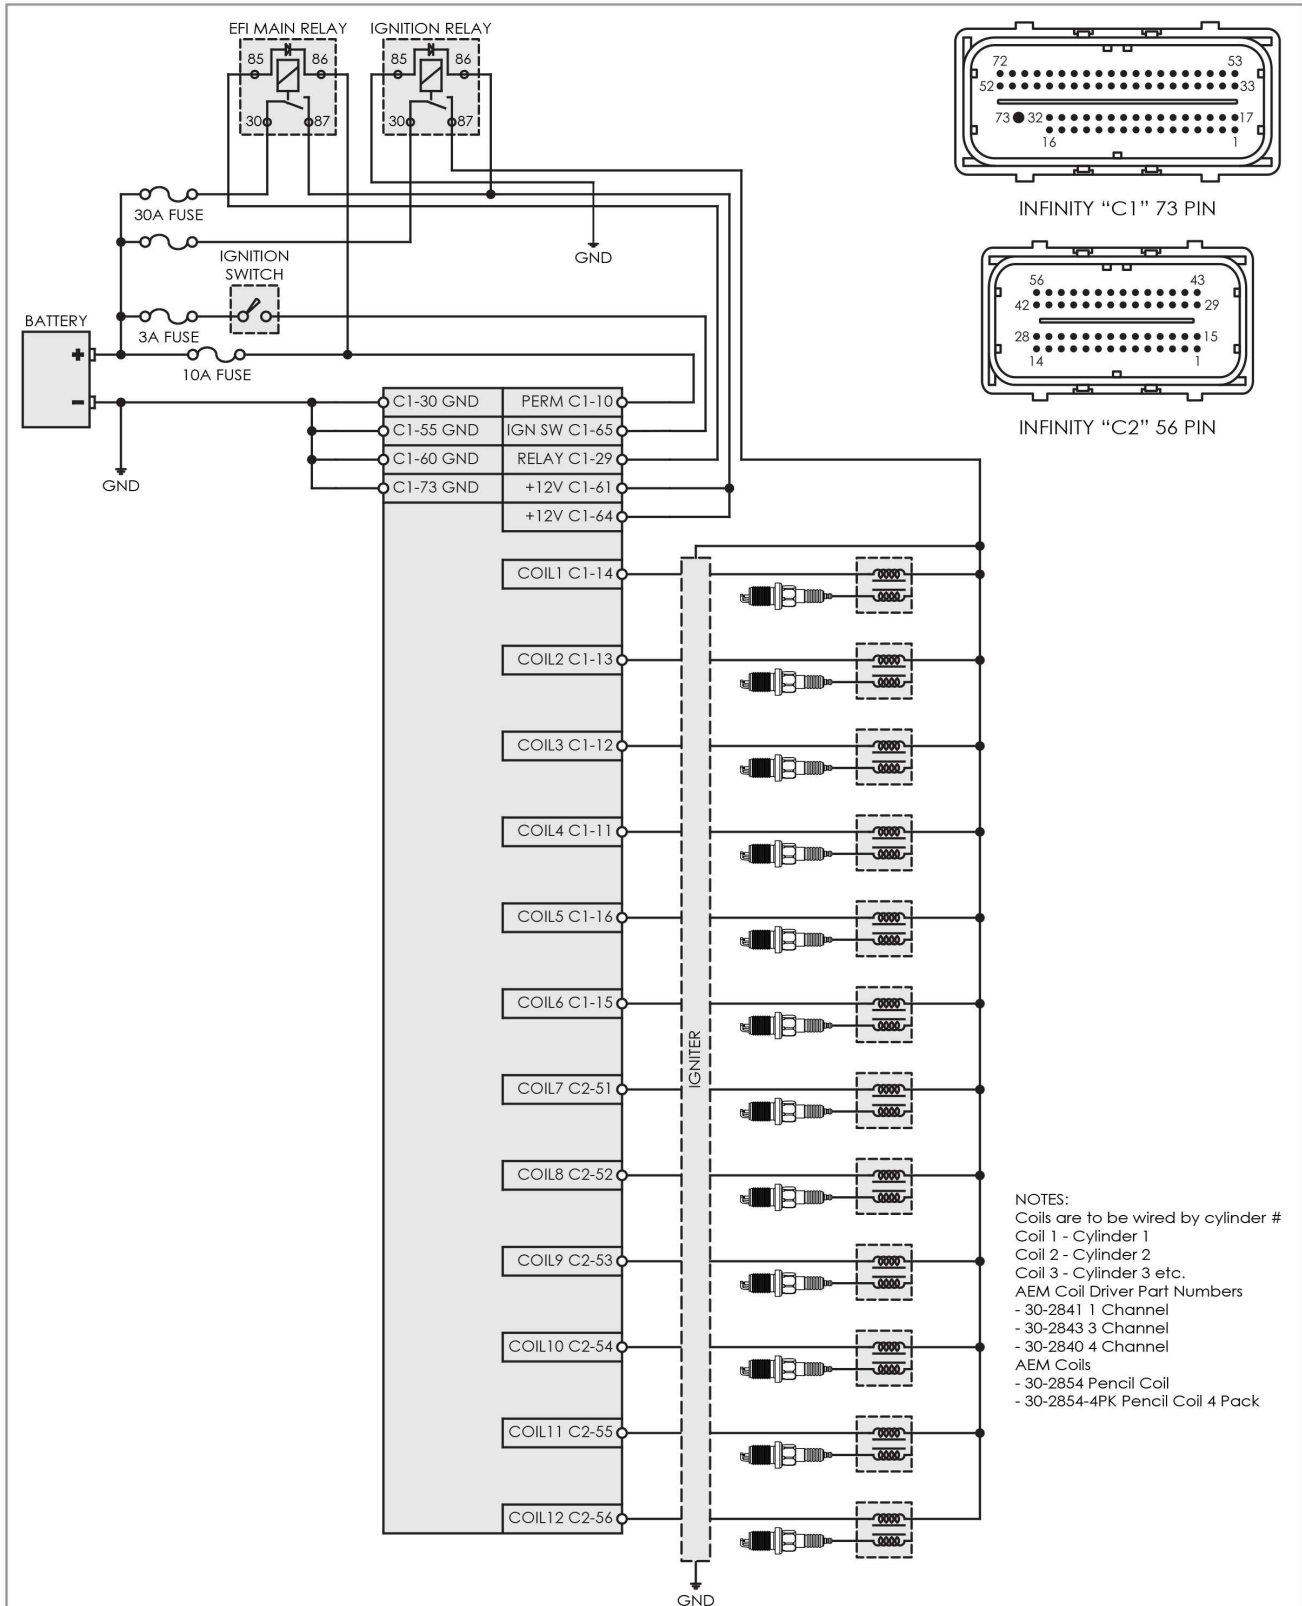 EFI MAIN RELAY
85
86
30
87
IGNITION RELAY
85
86
30
87
30A FUSE
IGNITION
SWITCH
3A FUSE
10A FUSE
GND
BATTERY
+
-
GND
C1-30 GND
PERM C1-10
C1-55 GND
IGN SW C1-65
C1-60 GND
RELAY C1-29
C1-73 GND
+12V C1-61
+12V C1-64
COIL1 C1-14
COIL2 C1-13
COIL3 C1-12
COIL4 C1-11
COIL5 C1-16
COIL6 C1-15
COIL7 C2-51
COIL8 C2-52
COIL9 C2-53
COIL10 C2-54
COIL11 C2-55
COIL12 C2-56
IGNITER
GND
72
53
52
33
73
32
17
16
1
INFINITY “C1” 73 PIN
56
43
42
29
28
15
14
1
INFINITY “C2” 56 PIN
NOTES:
Coils are to be wired by cylinder #
Coil 1 - Cylinder 1
Coil 2 - Cylinder 2
Coil 3 - Cylinder 3 etc.
AEM Coil Driver Part Numbers
- 30-2841 1 Channel
- 30-2843 3 Channel
- 30-2840 4 Channel
AEM Coils
- 30-2854 Pencil Coil
- 30-2854-4PK Pencil Coil 4 Pack